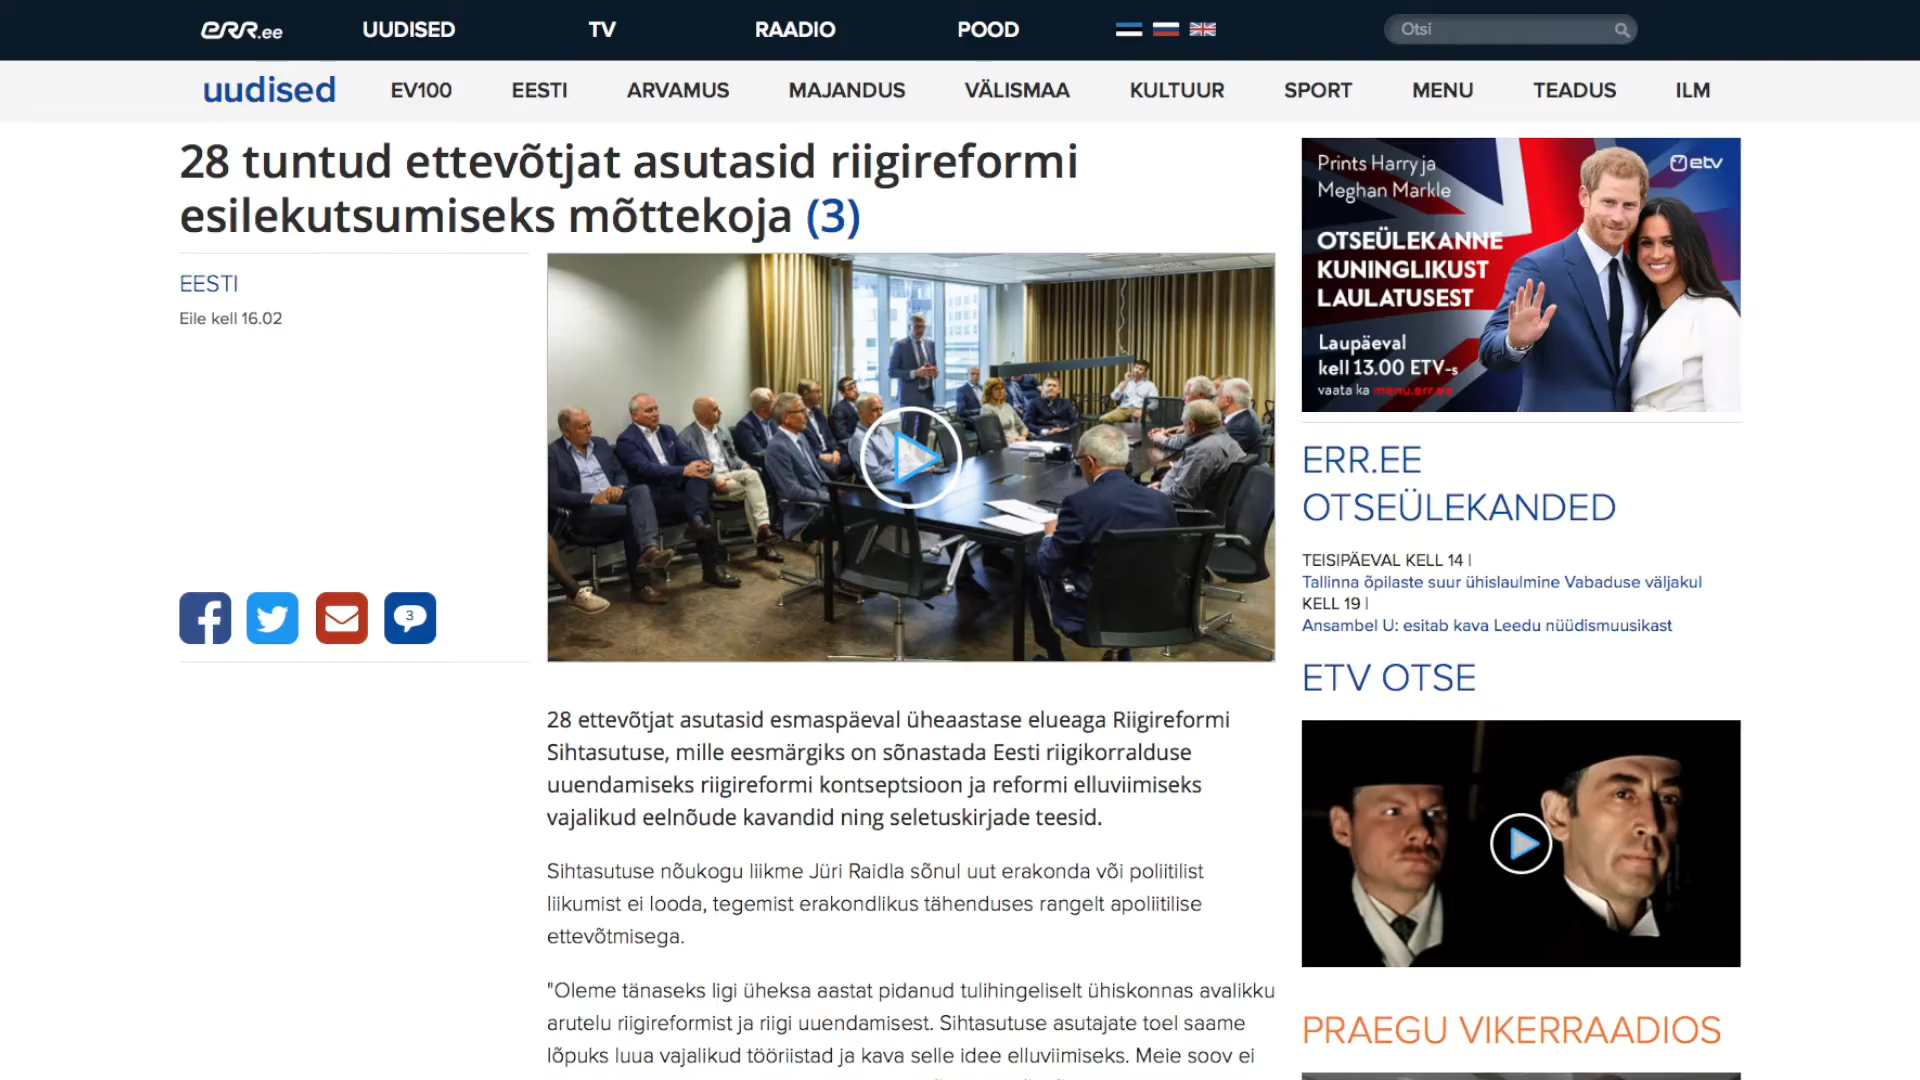 err.ee UUDISED TV RAADIO POOD Otsi
uudised EV100 EESTI ARVAMUS MAJANDUS VÄLISMAA KULTUUR SPORT MENU TEADUS ILM
28 tuntud ettevõtjat asutasid riigireformi
esilekutsumiseks mõttekoja (3)
EESTI
Eile kell 16.02
3
28 ettevõtjat asutasid esmaspäeval üheaastase elueaga Riigireformi
Sihtasutuse, mille eesmärgiks on sõnastada Eesti riigikorralduse
uuendamiseks riigireformi kontseptsioon ja reformi elluviimiseks
vajalikud eelnõude kavandid ning seletuskirjade teesid.
Sihtasutuse nõukogu liikme Jüri Raidla sõnul uut erakonda või poliitilist
liikumist ei looda, tegemist erakondlikus tähenduses rangelt apoliitilise
ettevõtmisega.
"Oleme tänaseks ligi üheksa aastat pidanud tulihingeliselt ühiskonnas avalikku
arutelu riigireformist ja riigi uuendamisest. Sihtasutuse asutajate toel saame
lõpuks luua vajalikud tööriistad ja kava selle idee elluviimiseks. Meie soov ei
Prints Harry ja
Meghan Markle
etv
OTSEÜLEKANNE
KUNINGLIKUST
LAULATUSEST
Laupäeval
kell 13.00 ETV-s
vaata ka menu.err.ee
ERR.EE
OTSEÜLEKANDED
TEISIPÄEVAL KELL 14 |
Tallinna õpilaste suur ühislaulmine Vabaduse väljakul
KELL 19 |
Ansambel U: esitab kava Leedu nüüdismuusikast
ETV OTSE
PRAEGU VIKERRAADIOS